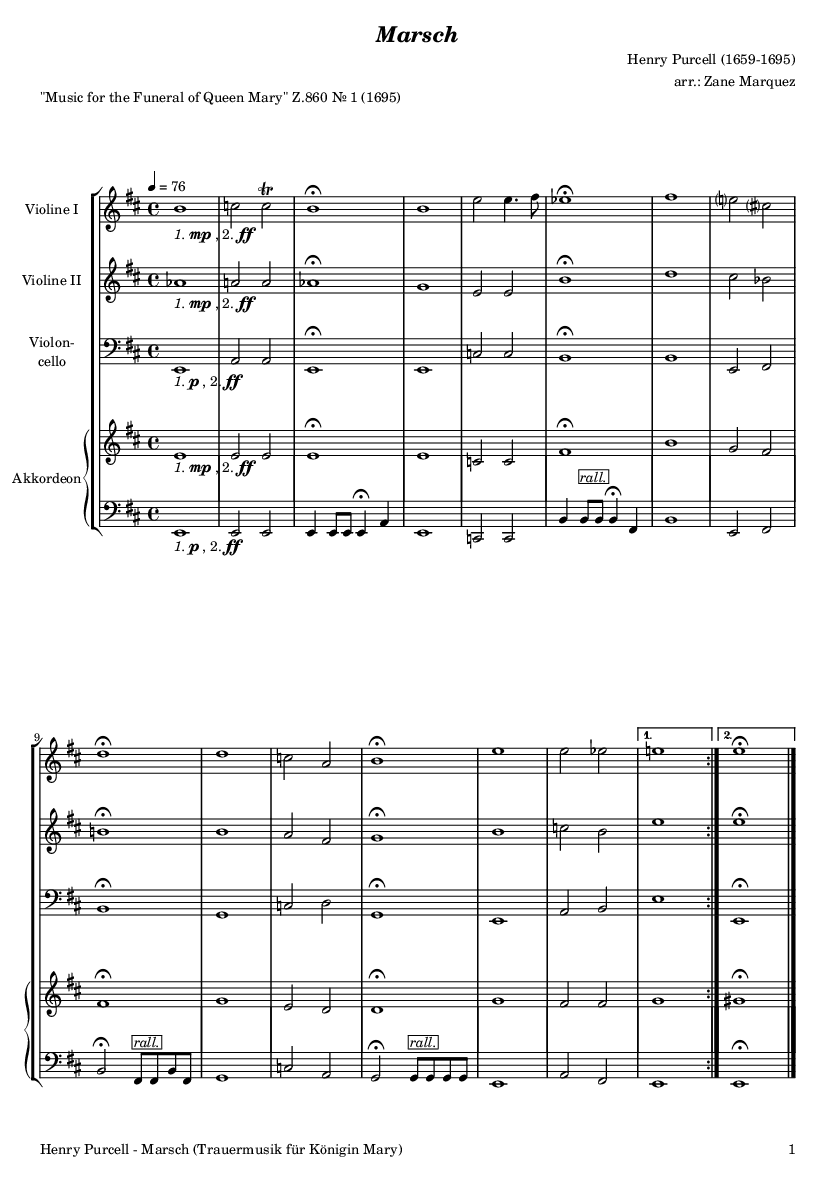 Marsch
Henry Purcell (1659-1695)
arr.: Zane Marquez
"Music for the Funeral of Queen Mary" Z.860 № 1 (1695)
= 76
Violine I
1. mp , 2. ff
Violine II
1. mp , 2. ff
Violon-
cello
1. p , 2. ff
Akkordeon
1. mp , 2. ff
rall.
1. p , 2. ff
9
1.
2.
rall.
rall.
Henry Purcell - Marsch (Trauermusik für Königin Mary)
1